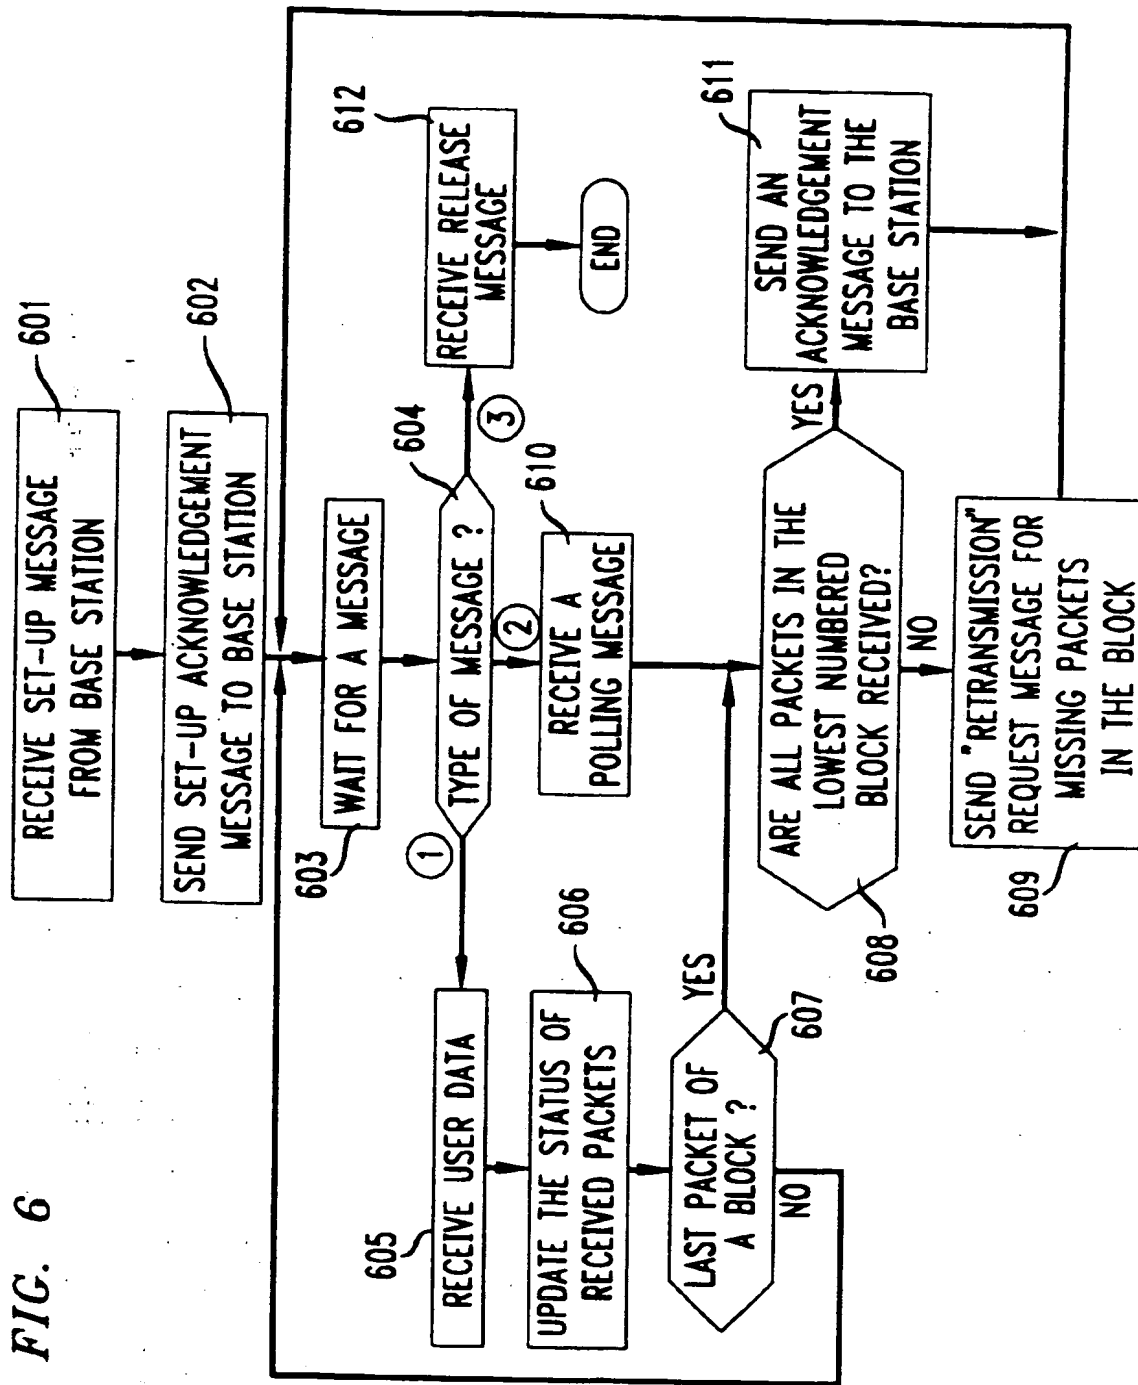 FIG. 6
601
RECEIVE SET-UP MESSAGE
FROM BASE STATION
602
SEND SET-UP ACKNOWLEDGEMENT
MESSAGE TO BASE STATION
603
WAIT FOR A MESSAGE
604
TYPE OF MESSAGE ?
1
2
3
605
RECEIVE USER DATA
606
UPDATE THE STATUS OF
RECEIVED PACKETS
607
LAST PACKET OF
A BLOCK ?
YES
NO
610
RECEIVE A
POLLING MESSAGE
612
RECEIVE RELEASE
MESSAGE
END
608
ARE ALL PACKETS IN THE
LOWEST NUMBERED
BLOCK RECEIVED?
YES
NO
611
SEND AN
ACKNOWLEDGEMENT
MESSAGE TO THE
BASE STATION
609
SEND "RETRANSMISSION"
REQUEST MESSAGE FOR
MISSING PACKETS
IN THE BLOCK